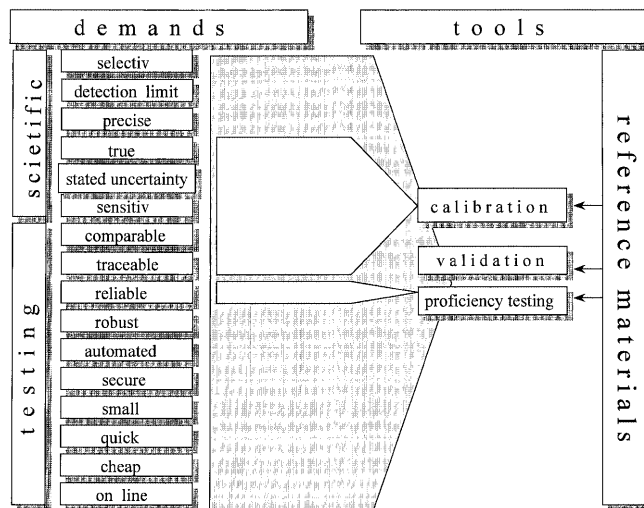 demands
tools
scietific
testing
selectiv
detection limit
precise
true
stated uncertainty
sensitiv
comparable
traceable
reliable
robust
automated
secure
small
quick
cheap
on line
calibration
validation
proficiency testing
reference materials